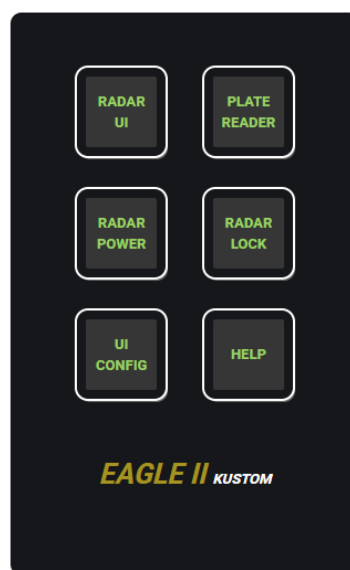 RADAR
UI
PLATE
READER
RADAR
POWER
RADAR
LOCK
UI
CONFIG
HELP
EAGLE II KUSTOM